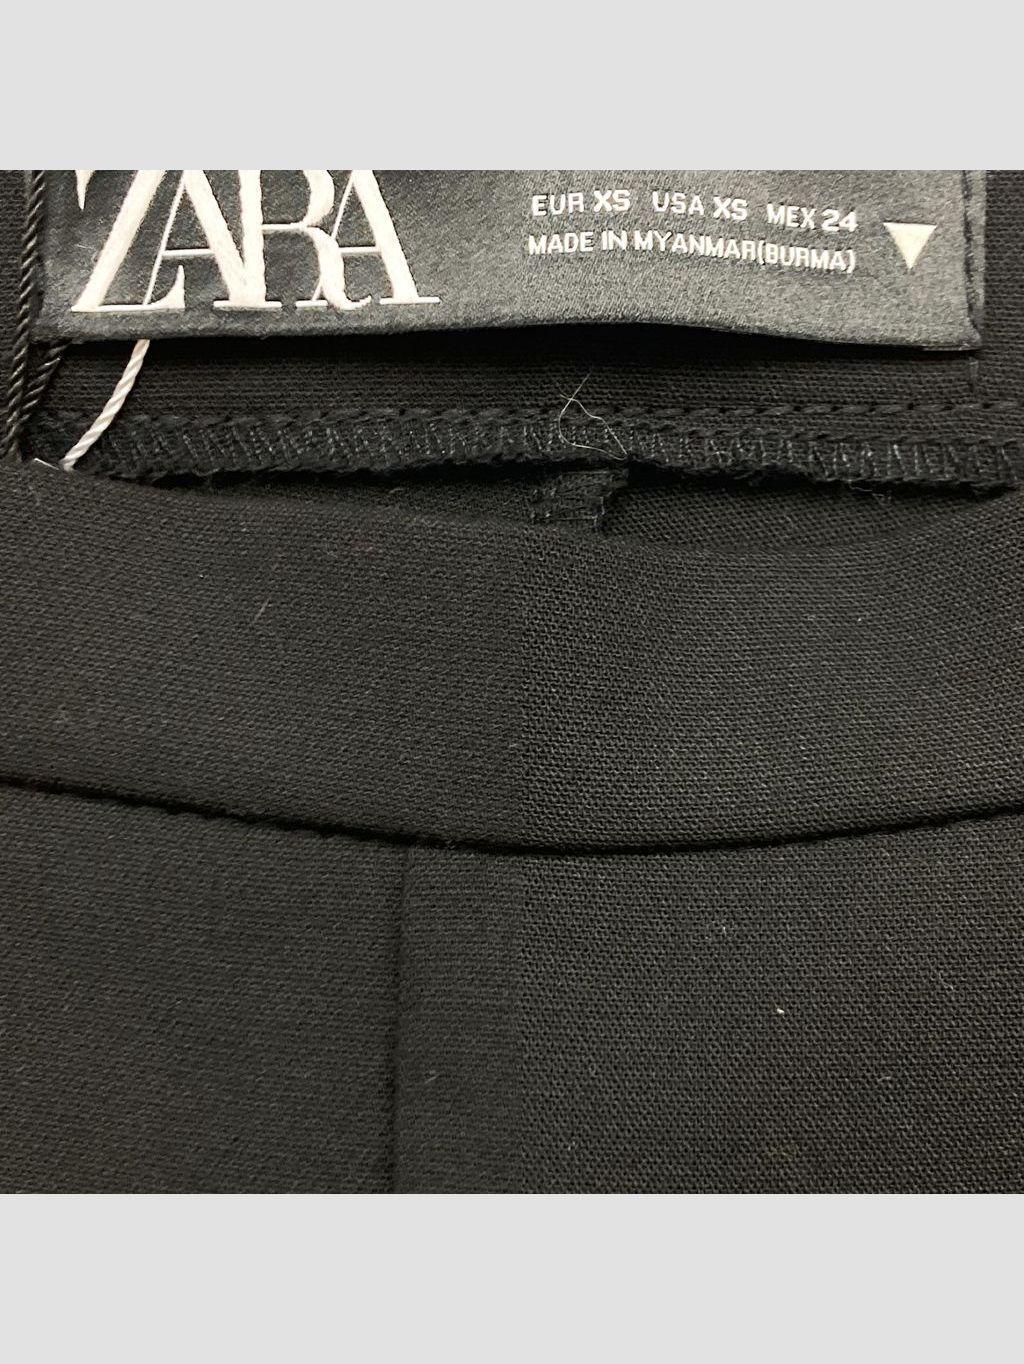 ZARA
EUR XS USA XS MEX 24
MADE IN MYANMAR(BURMA)